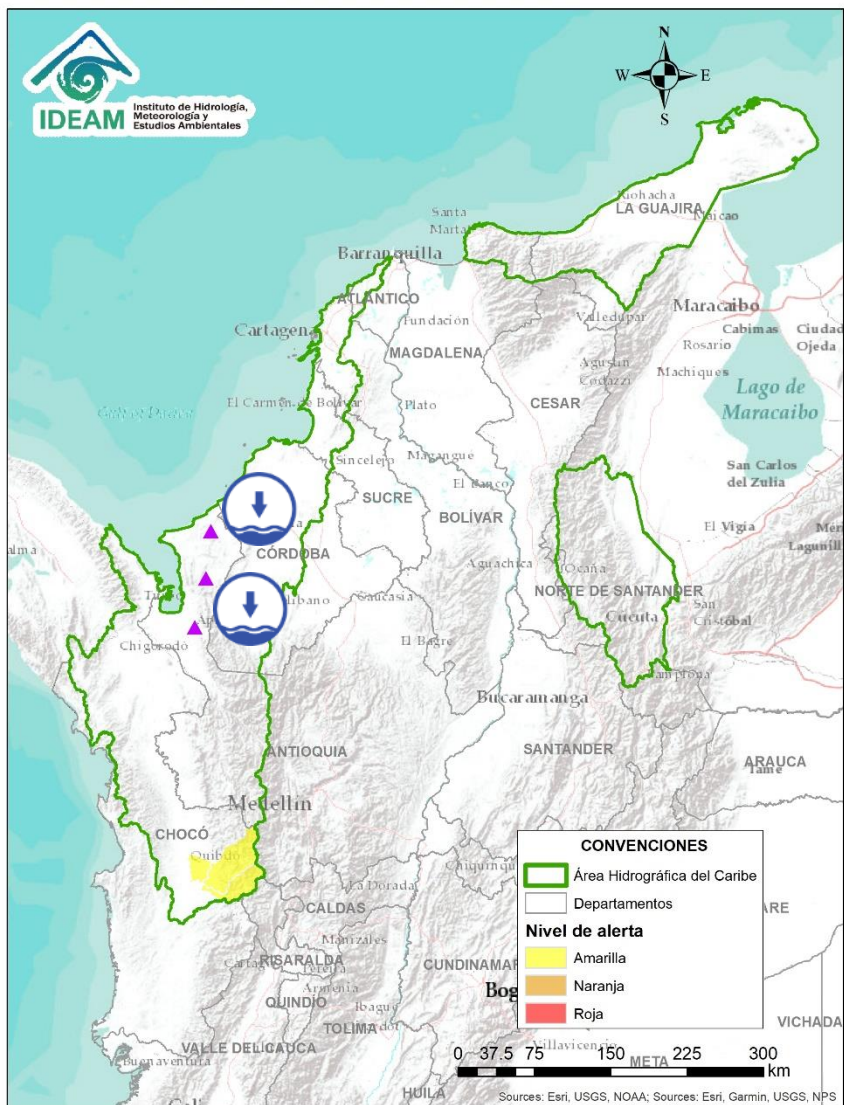 IDEAM
Instituto de Hidrología,
Meteorología y
Estudios Ambientales
N
W
E
S
Riohacha
LA GUAJIRA
Maicao
Santa
Marta
Barranquilla
ATLÁNTICO
Fundación
Valledupar
Maracaibo
Cabimas
Ciudad
Ojeda
Cartagena
MAGDALENA
Rosario
Machiques
Agustín
Codazzi
CESAR
Lago de
Maracaibo
El Carmen de Bolívar
Plato
Sincelejo
Magangue
San Carlos
del Zulia
SUCRE
El Banco
BOLÍVAR
El Vigia
CÓRDOBA
Aguachica
Ocaña
NORTE DE SANTANDER
Cucuta
San
Cristóbal
Caucasia
El Bagre
Chigorodó
Pamplona
Bucaramanga
ANTIOQUIA
SANTANDER
ARAUCA
Tame
Medellín
CHOCÓ
Quibdó
La Dorada
CALDAS
Manizales
RISARALDA
Pereira
Armenia
QUINDÍO
Ibague
TOLIMA
VALLE DEL CAUCA
Buenaventura
HUILA
Villavicencio
META
VICHADA
CONVENCIONES
Área Hidrográfica del Caribe
Departamentos
Nivel de alerta
Amarilla
Naranja
Roja
0 37.5 75 150 225 300
km
Sources: Esri, USGS, NOAA; Sources: Esri, Garmin, USGS, NPS